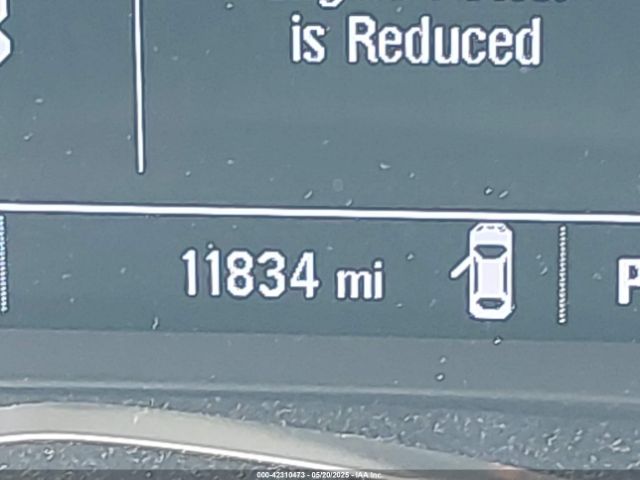 is Reduced
11834 mi
P
000-42310473 - 05/20/2025 - IAA Inc.